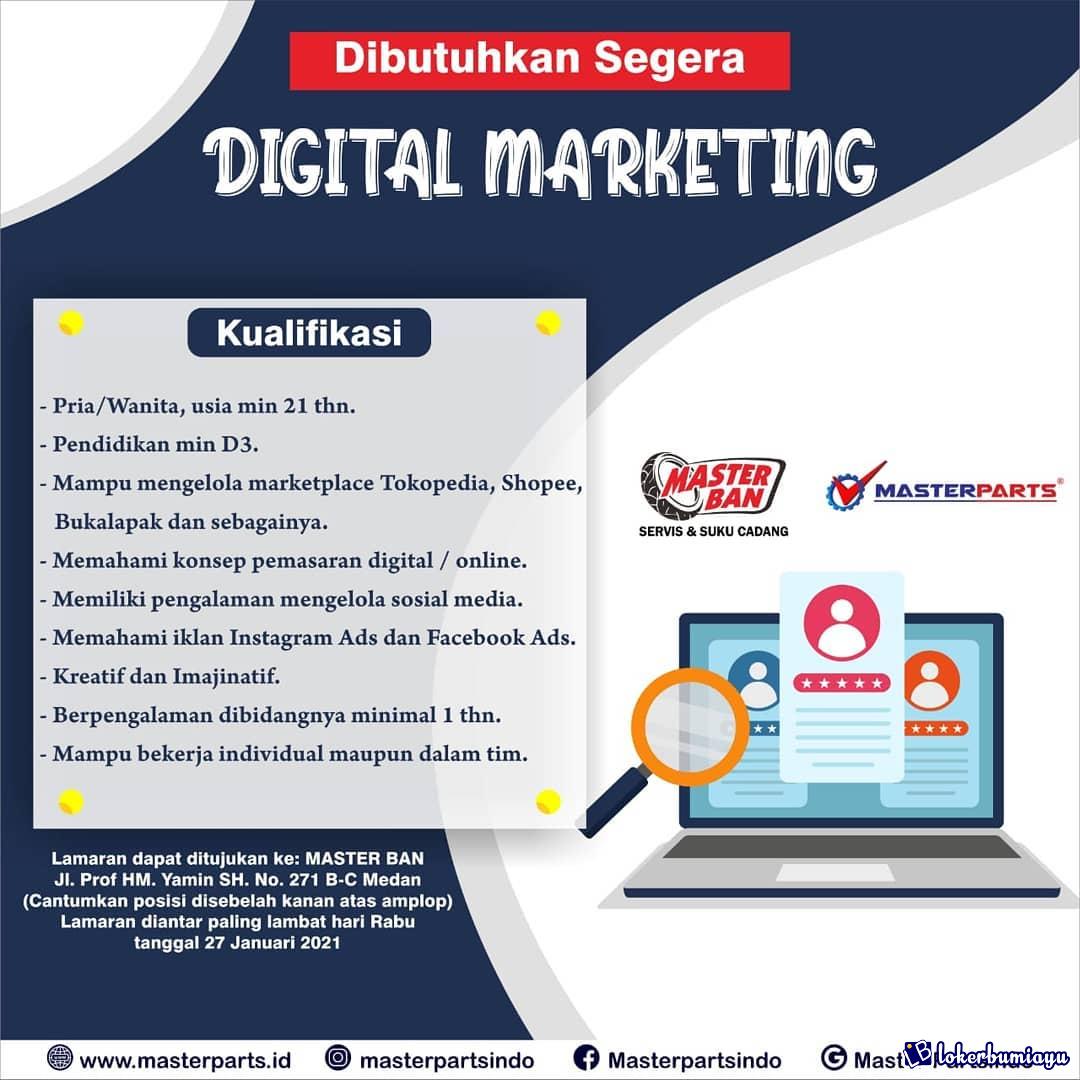 Dibutuhkan Segera
DIGITAL MARKETING
Kualifikasi
- Pria/Wanita, usia min 21 thn.
- Pendidikan min D3.
- Mampu mengelola marketplace Tokopedia, Shopee,
Bukalapak dan sebagainya.
- Memahami konsep pemasaran digital / online.
- Memiliki pengalaman mengelola sosial media.
- Memahami iklan Instagram Ads dan Facebook Ads.
- Kreatif dan Imajinatif.
- Berpengalaman dibidangnya minimal 1 thn.
- Mampu bekerja individual maupun dalam tim.
MASTER
BAN
SERVIS & SUKU CADANG
MASTERPARTS®
Lamaran dapat ditujukan ke: MASTER BAN
Jl. Prof HM. Yamin SH. No. 271 B-C Medan
(Cantumkan posisi disebelah kanan atas amplop)
Lamaran diantar paling lambat hari Rabu
tanggal 27 Januari 2021
www.masterparts.id masterpartsindo Masterpartsindo
lokerbumiayu